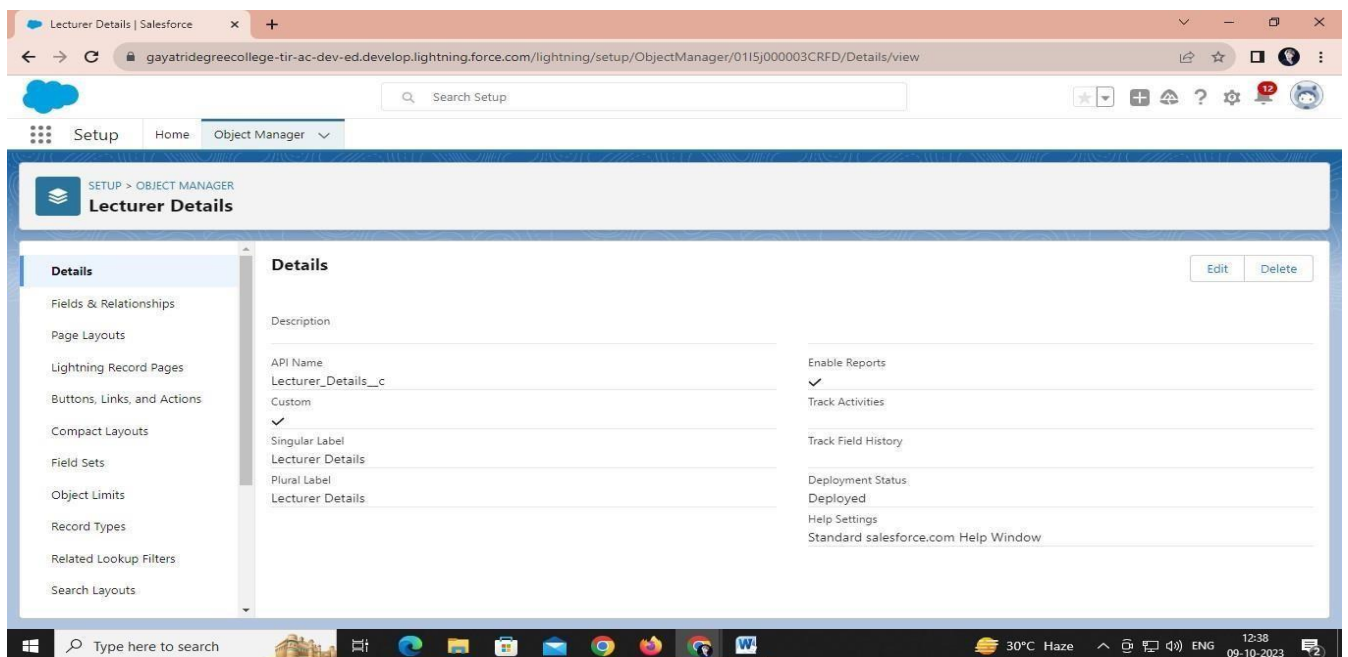 Lecturer Details | Salesforce
gayatridegreecollege-tir-ac-dev-ed.develop.lightning.force.com/lightning/setup/ObjectManager/01I5j000003CRFD/Details/view
Search Setup
12
Setup Home Object Manager
SETUP > OBJECT MANAGER
Lecturer Details
Details
Fields & Relationships
Page Layouts
Lightning Record Pages
Buttons, Links, and Actions
Compact Layouts
Field Sets
Object Limits
Record Types
Related Lookup Filters
Search Layouts
Details
Edit Delete
Description
API Name
Lecturer_Details__c
Custom
Singular Label
Lecturer Details
Plural Label
Lecturer Details
Enable Reports
Track Activities
Track Field History
Deployment Status
Deployed
Help Settings
Standard salesforce.com Help Window
Type here to search
30°C Haze
ENG
12:38
09-10-2023
2